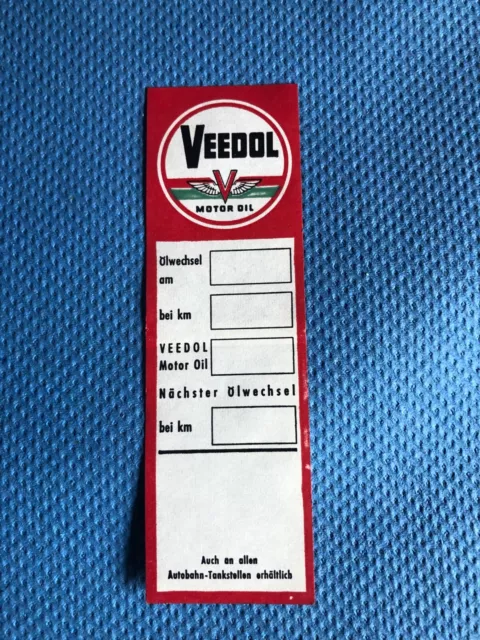 VEEDOL
V
MOTOR OIL
Ölwechsel
am
bei km
VEEDOL
Motor Oil
Nächster Ölwechsel
bei km
Auch an allen
Autobahn-Tankstellen erhältlich